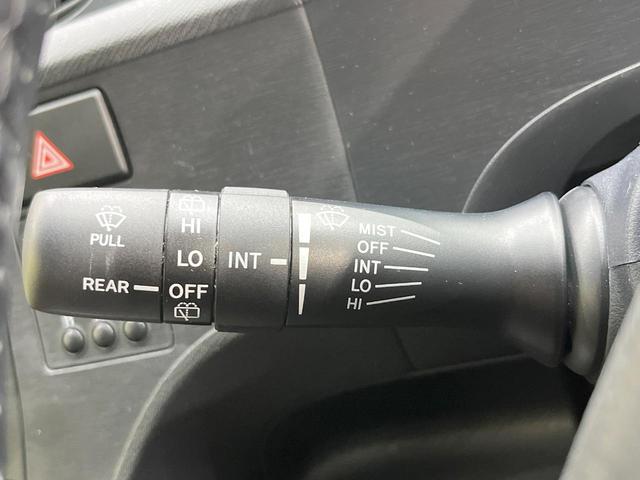 PULL
REAR
HI
LO
OFF
INT
MIST
OFF
INT
LO
HI